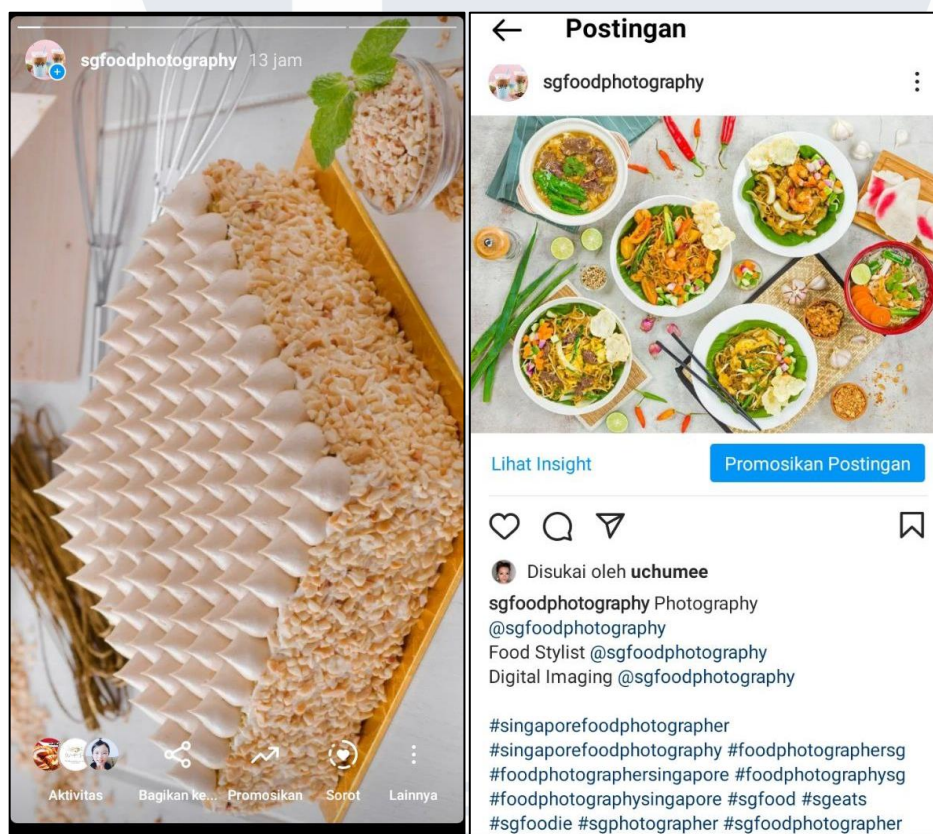 sgfoodphotography 13 jam
Aktivitas
Bagikan ke...
Promosikan
Sorot
Lainnya
Postingan
sgfoodphotography
Lihat Insight
Promosikan Postingan
Disukai oleh uchumee
sgfoodphotography Photography
@sgfoodphotography
Food Stylist @sgfoodphotography
Digital Imaging @sgfoodphotography
#singaporefoodphotographer
#singaporefoodphotography #foodphotographersg
#foodphotographersingapore #foodphotographysg
#foodphotographysingapore #sgfood #sgeats
#sgfoodie #sgphotographer #sgfoodphotographer